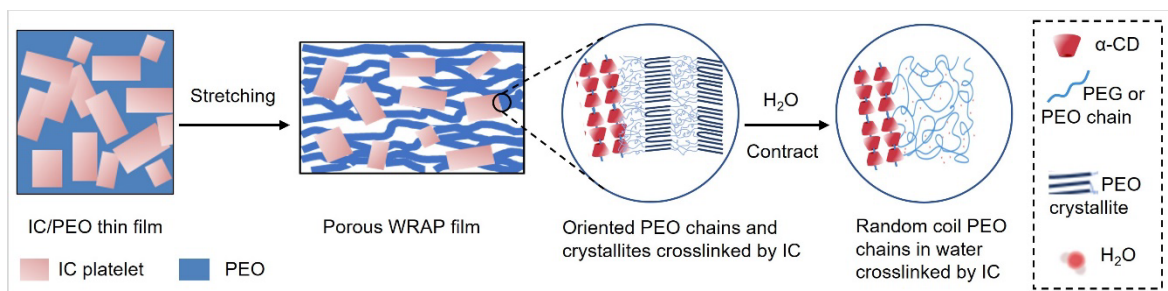 Stretching
H₂O
Contract
IC/PEO thin film
Porous WRAP film
Oriented PEO chains and
crystallites crosslinked by IC
Random coil PEO
chains in water
crosslinked by IC
IC platelet
PEO
α-CD
PEG or
PEO chain
PEO
crystallite
H₂O